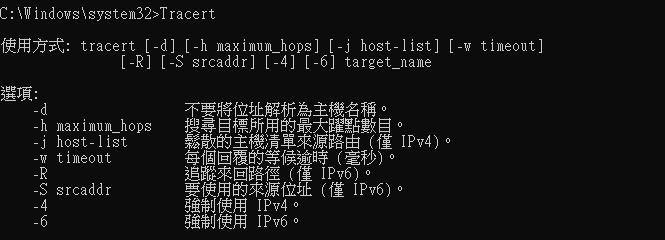 C:\Windows\system32>Tracert
使用方式: tracert [-d] [-h maximum_hops] [-j host-list] [-w timeout]
[-R] [-S srcaddr] [-4] [-6] target_name
選項:
-d 不要將位址解析為主機名稱。
-h maximum_hops 搜尋目標所用的最大躍點數目。
-j host-list 鬆散的主機清單來源路由 (僅 IPv4)。
-w timeout 每個回覆的等候逾時 (毫秒)。
-R 追蹤來回路徑 (僅 IPv6)。
-S srcaddr 要使用的來源位址 (僅 IPv6)。
-4 強制使用 IPv4。
-6 強制使用 IPv6。